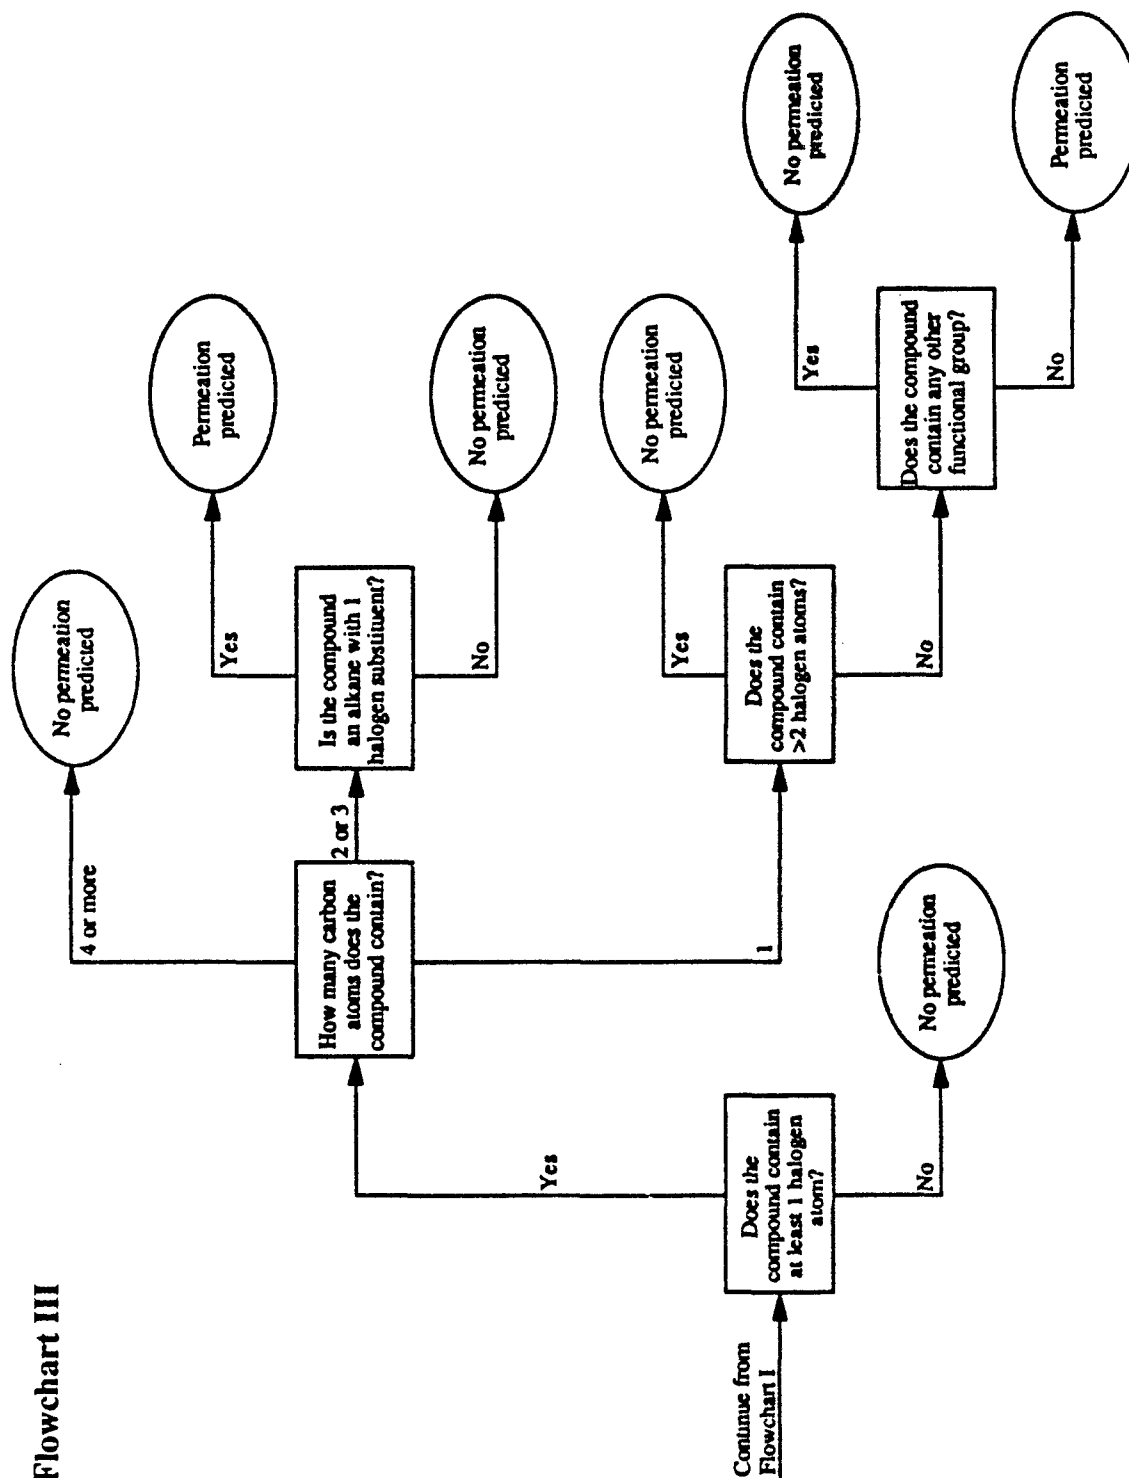 Flowchart III
Continue from
Flowchart I
Does the
compound contain
at least 1 halogen
atom?
Yes
No
No permeation
predicted
How many carbon
atoms does the
compound contain?
4 or more
2 or 3
1
No permeation
predicted
Is the compound
an alkane with 1
halogen substituent?
Yes
No
Permeation
predicted
No permeation
predicted
Does the
compound contain
>2 halogen atoms?
Yes
No
No permeation
predicted
Does the compound
contain any other
functional group?
Yes
No
No permeation
predicted
Permeation
predicted